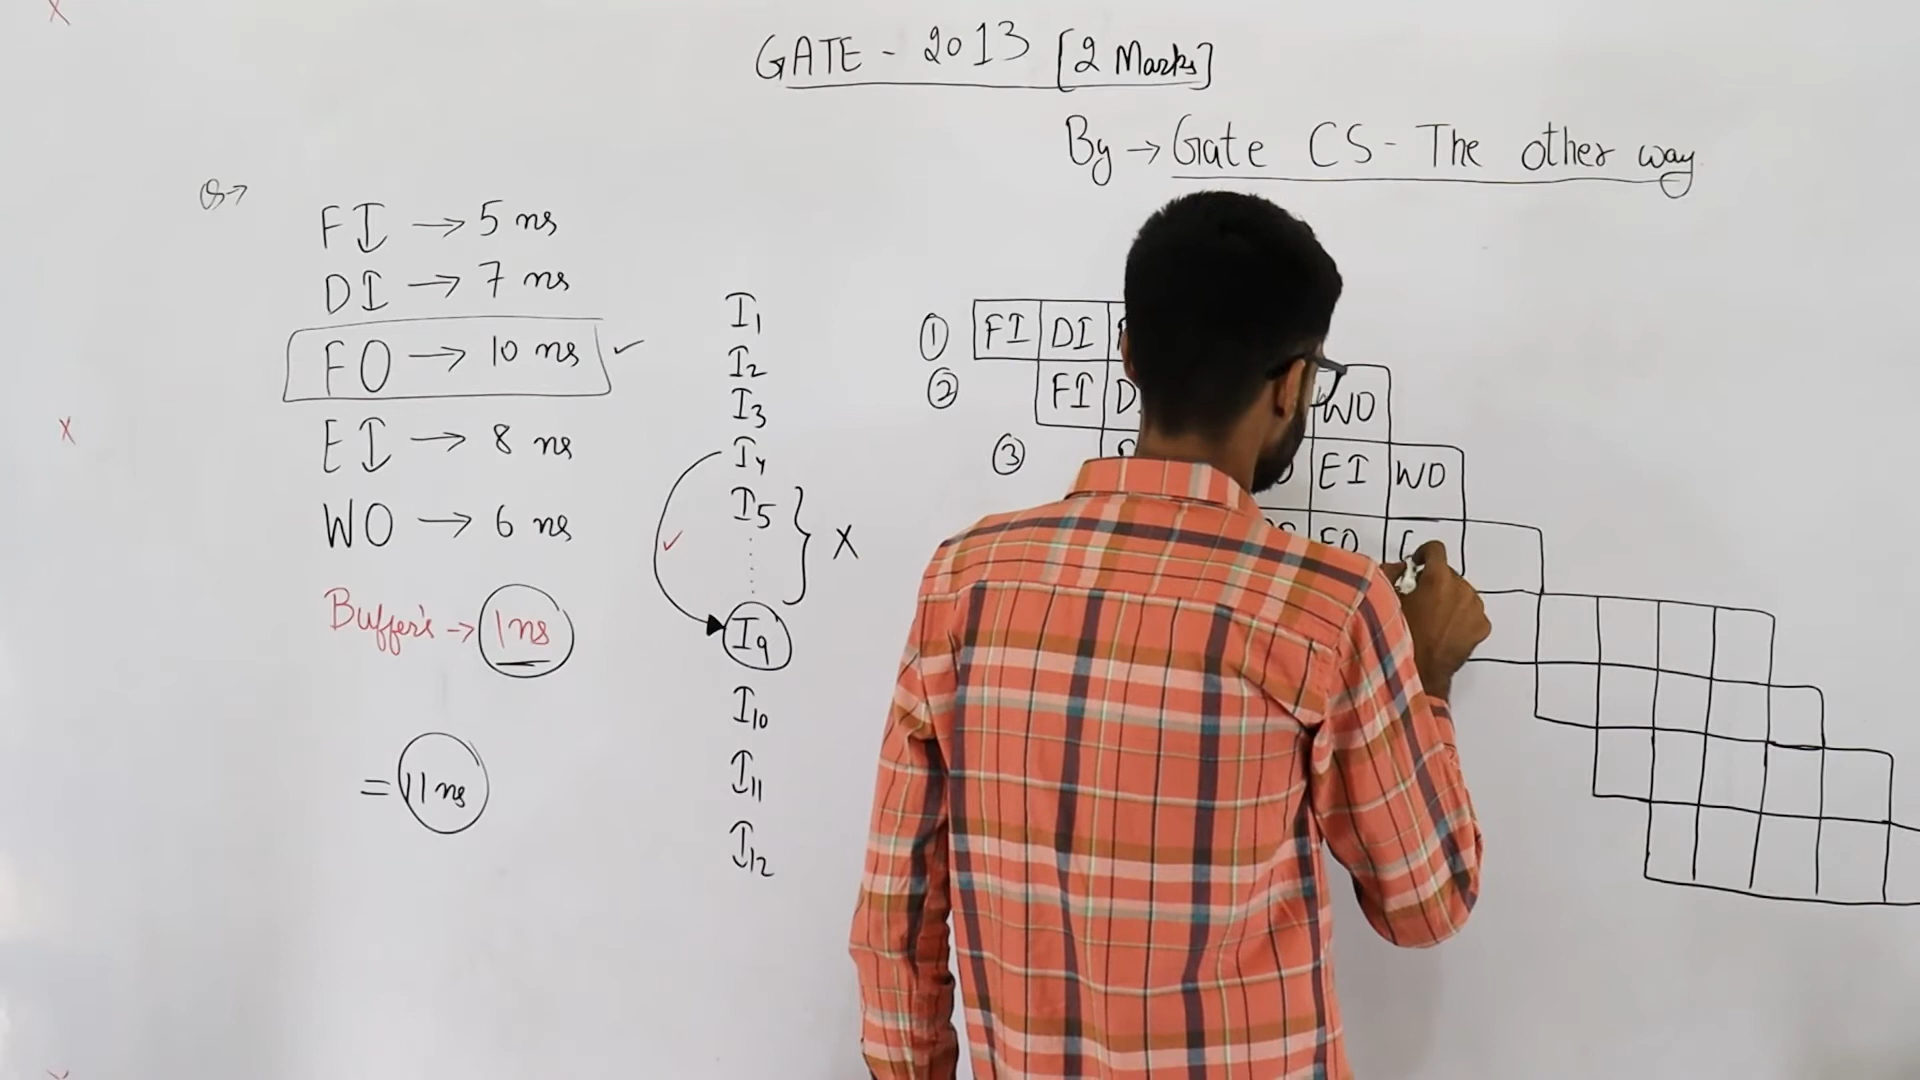 GATE - 2013 [2 Marks]
By → Gate CS - The other way
Q→
FI → 5 ns
DI → 7 ns
FO → 10 ns ✓
EI → 8 ns
WO → 6 ns
Buffer's → 1ns
= 11 ns
I1
I2
I3
I4
I5
I9
I10
I11
I12
X
① FI DI
② FI D WO
③ EI WO
FO